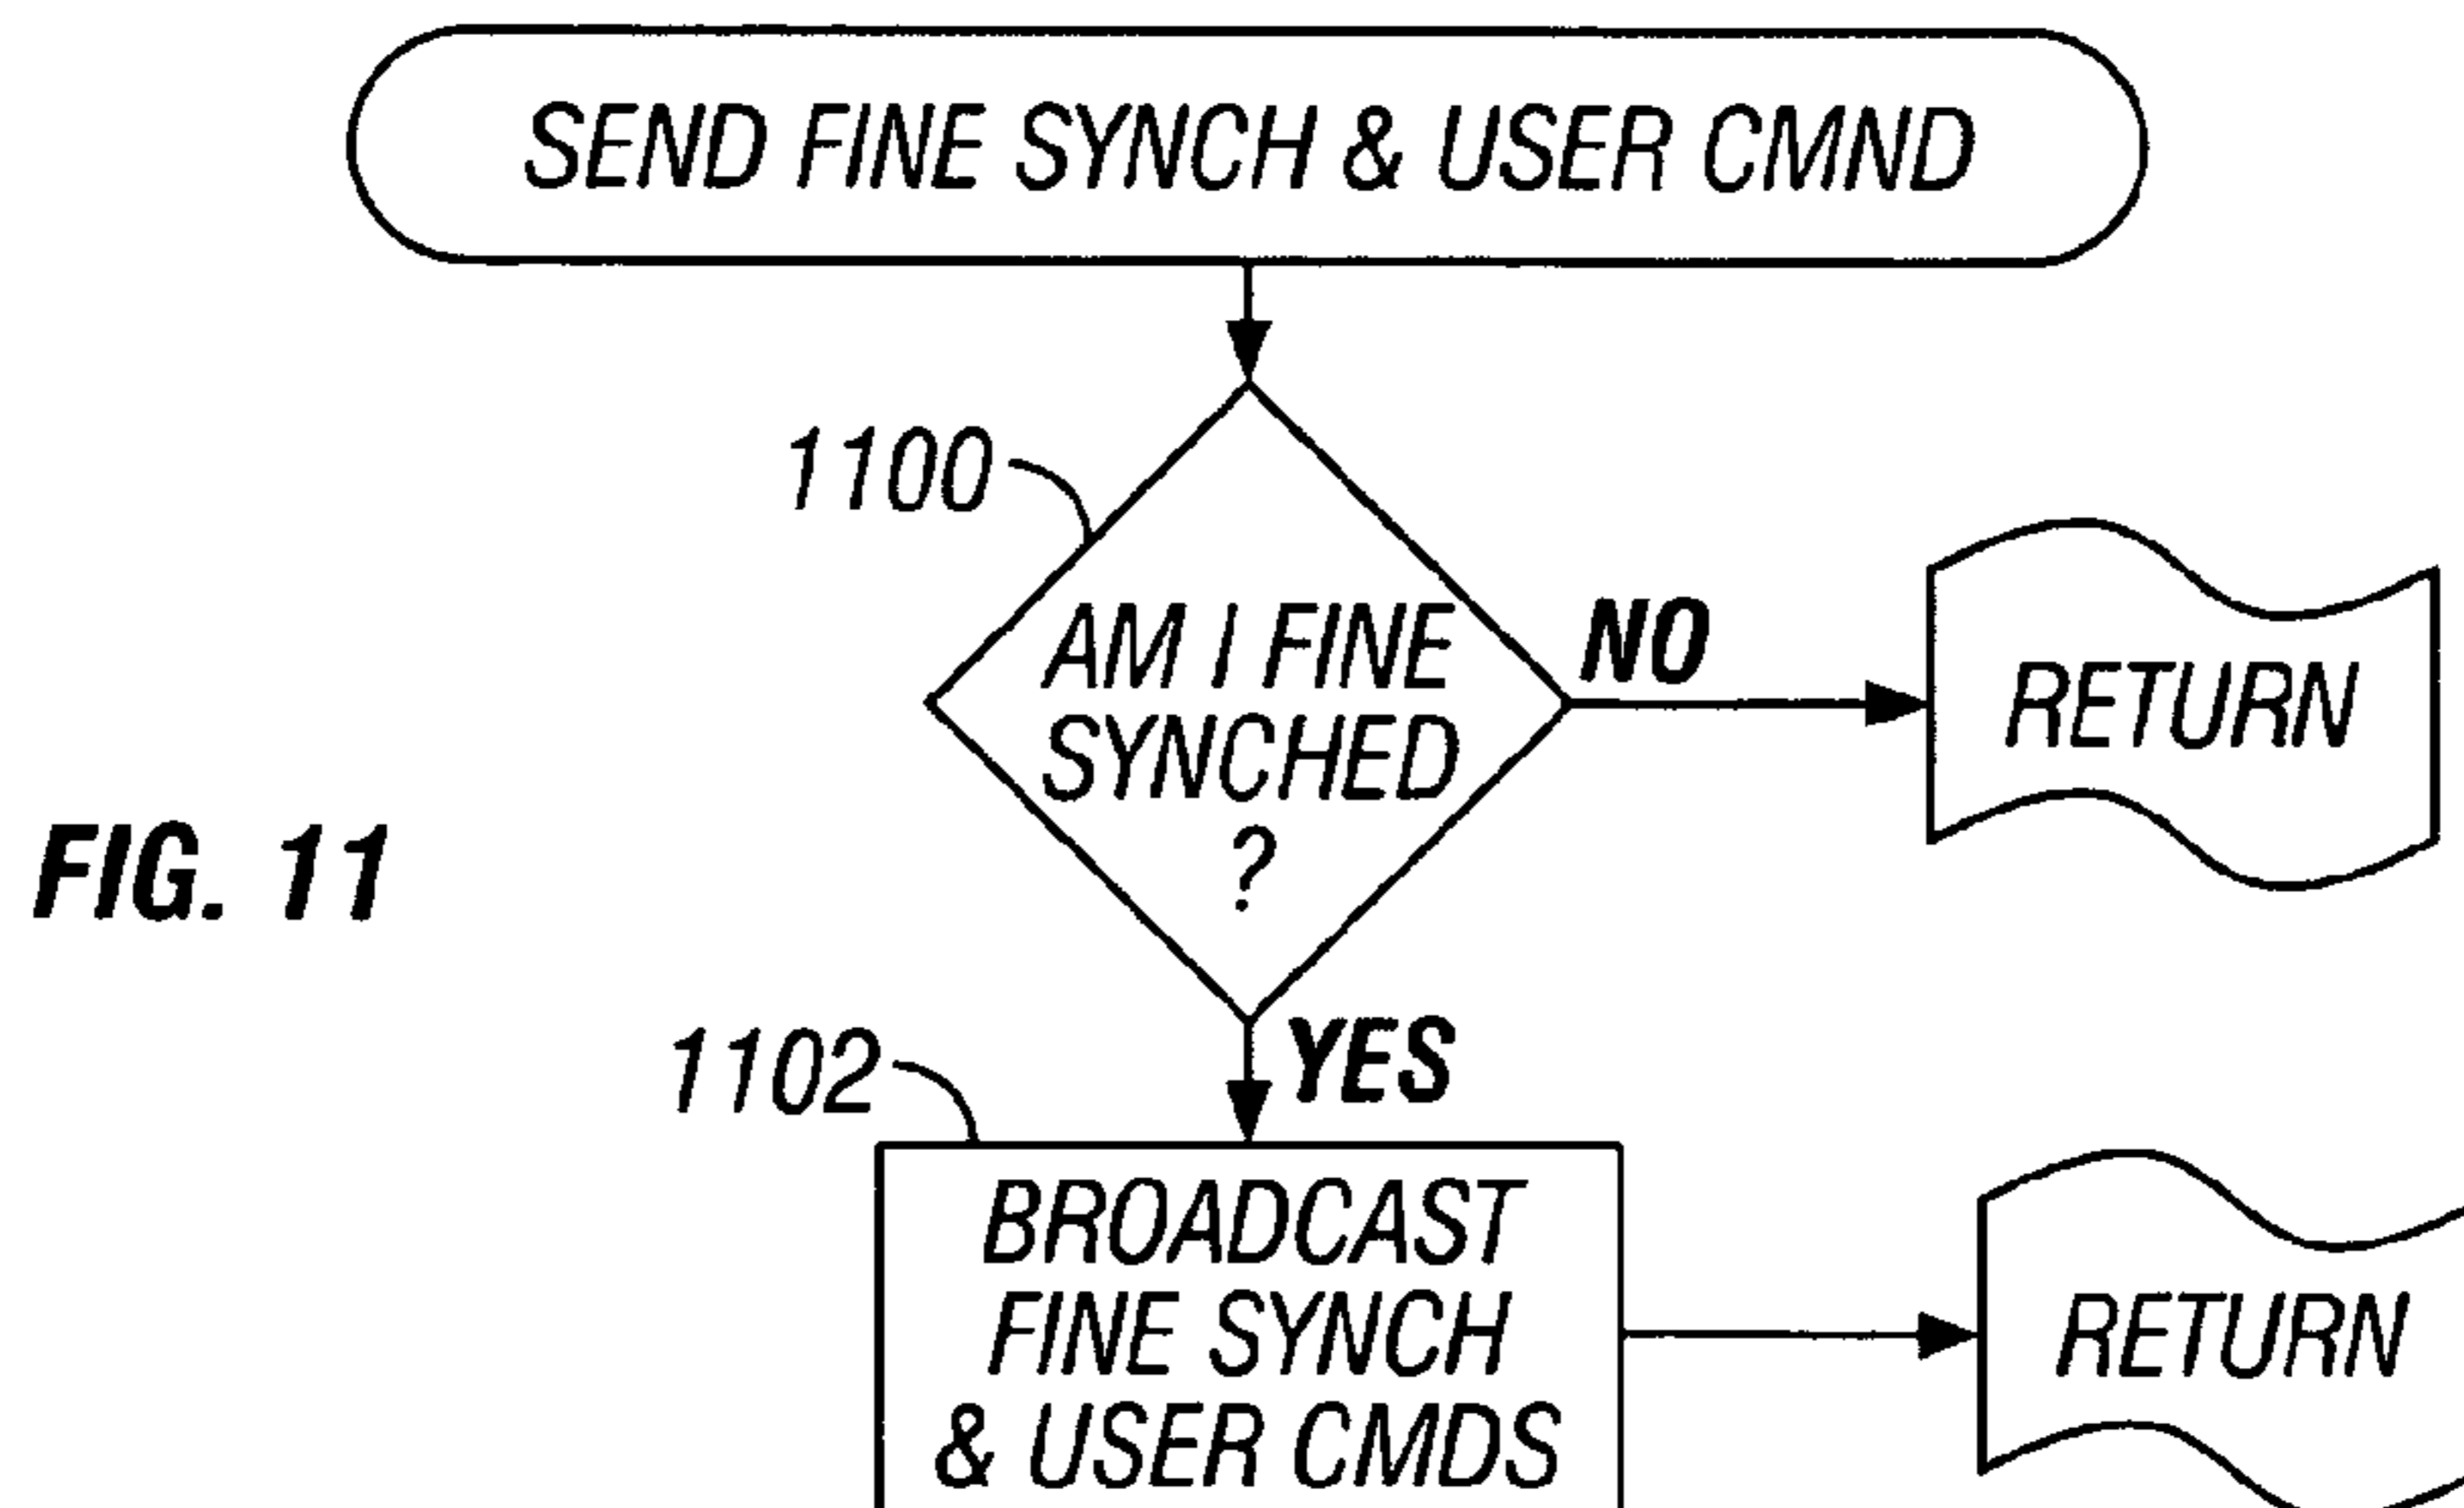 SEND FINE SYNCH & USER CMND
1100
AM I FINE
SYNCHED
?
NO
RETURN
FIG. 11
YES
1102
BROADCAST
FINE SYNCH
& USER CMDS
RETURN